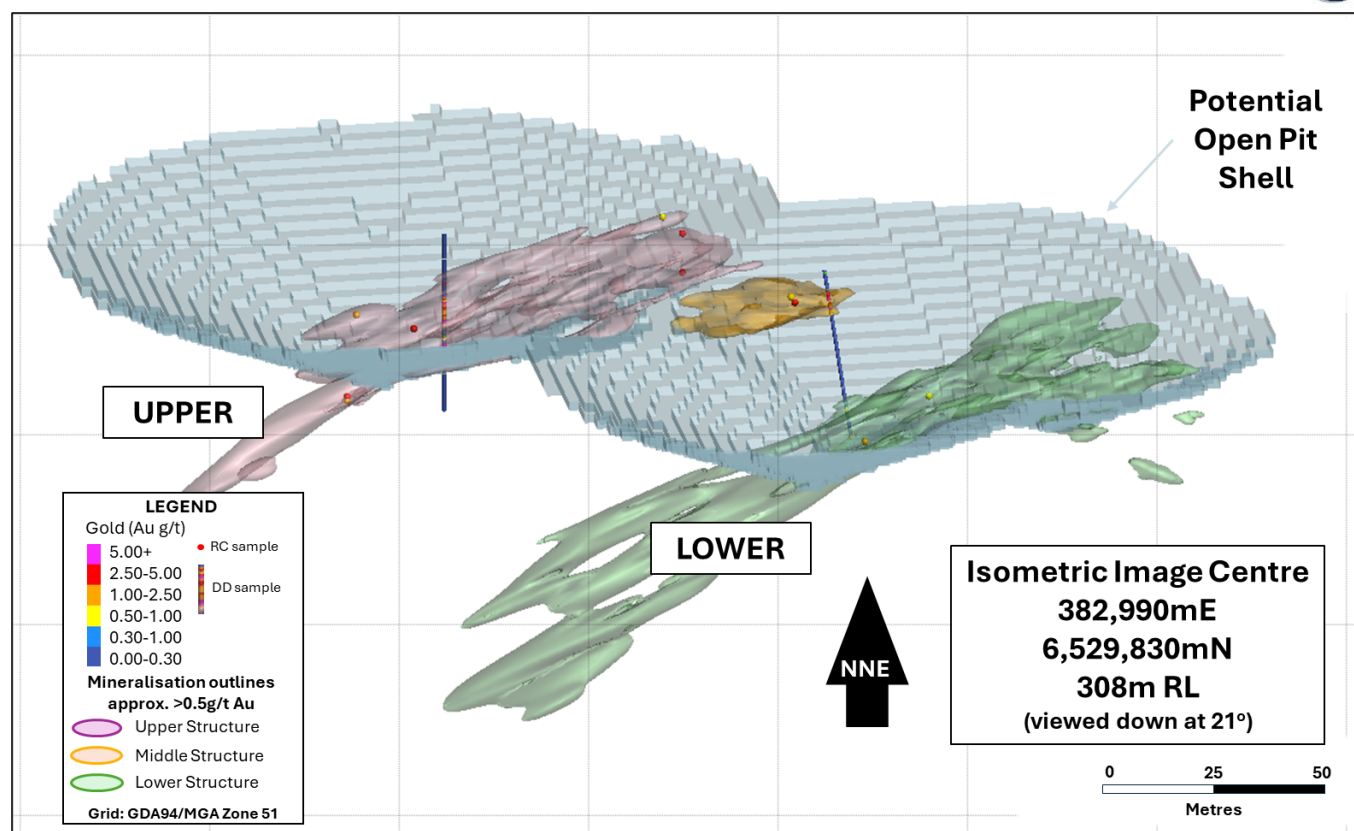 Potential
Open Pit
Shell
UPPER
LOWER
LEGEND
Gold (Au g/t)
5.00+
2.50-5.00
1.00-2.50
0.50-1.00
0.30-1.00
0.00-0.30
RC sample
DD sample
Mineralisation outlines
approx. >0.5g/t Au
Upper Structure
Middle Structure
Lower Structure
Grid: GDA94/MGA Zone 51
NNE
Isometric Image Centre
382,990mE
6,529,830mN
308m RL
(viewed down at 21°)
0 25 50
Metres